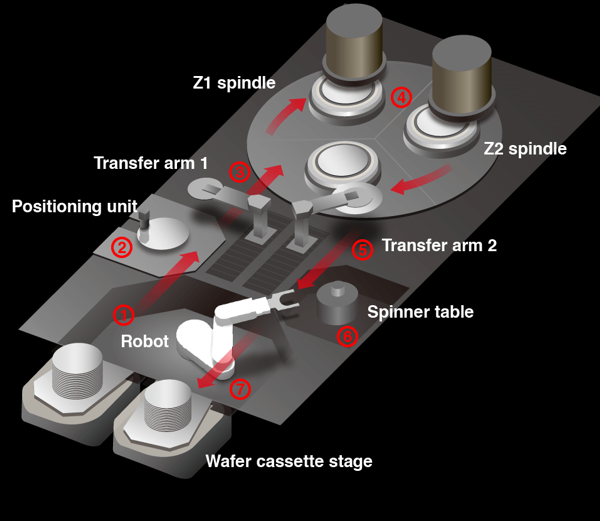 Z1 spindle
4
Z2 spindle
Transfer arm 1
3
Positioning unit
2
5
Transfer arm 2
1
Spinner table
Robot
6
7
Wafer cassette stage